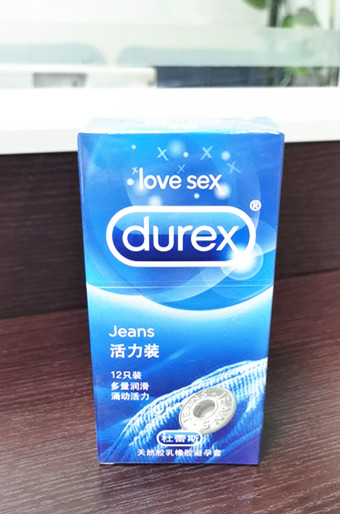 love sex
durex®
Jeans
活力装
12只装
多量润滑
涌动活力
杜蕾斯
天然胶乳橡胶避孕套